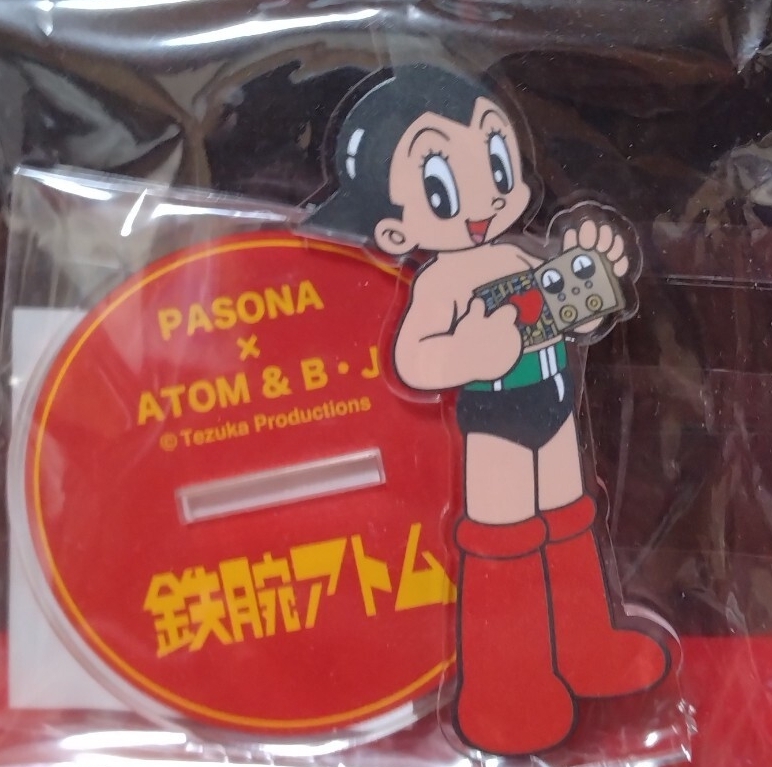 PASONA
×
ATOM & B・J
© Tezuka Productions
鉄腕アトム